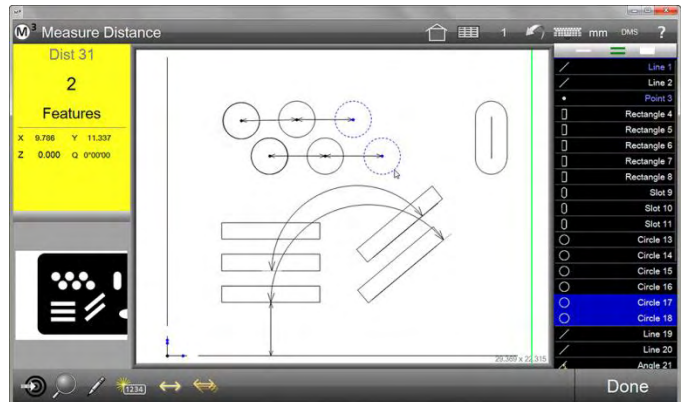 M³ Measure Distance
1
mm
DMS
?
Dist 31
2
Features
X 9.786 Y 11.337
Z 0.000 Q 0°00'00
29.369 x 22.315
Line 1
Line 2
Point 3
Rectangle 4
Rectangle 5
Rectangle 6
Rectangle 7
Rectangle 8
Slot 9
Slot 10
Slot 11
Circle 13
Circle 14
Circle 15
Circle 16
Circle 17
Circle 18
Line 19
Line 20
Angle 21
1234
Done